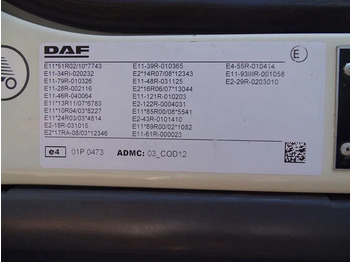 DAF
E
E11*51R02/10*7743
E11-34RI-020232
E11-79R-010326
E11-28R-002116
E11-46R-040064
E11*13R11/07*6783
E11*10R04/03*8227
E11*24R03/03*4814
E2-18R-031015
E2*17RA-08/03*12346
E11-39R-010365
E2*14R07/08*12343
E11-48R-031125
E2*16R06/07*13044
E11-121R-010203
E2-122R-0004031
E11*85R00/08*5541
E2-43R-0101410
E11*89R00/02*1082
E11-61R-000023
E4-55R-010414
E11-93IIIR-001058
E2-29R-0203010
e4 01P 0473 ADMC: 03_COD12